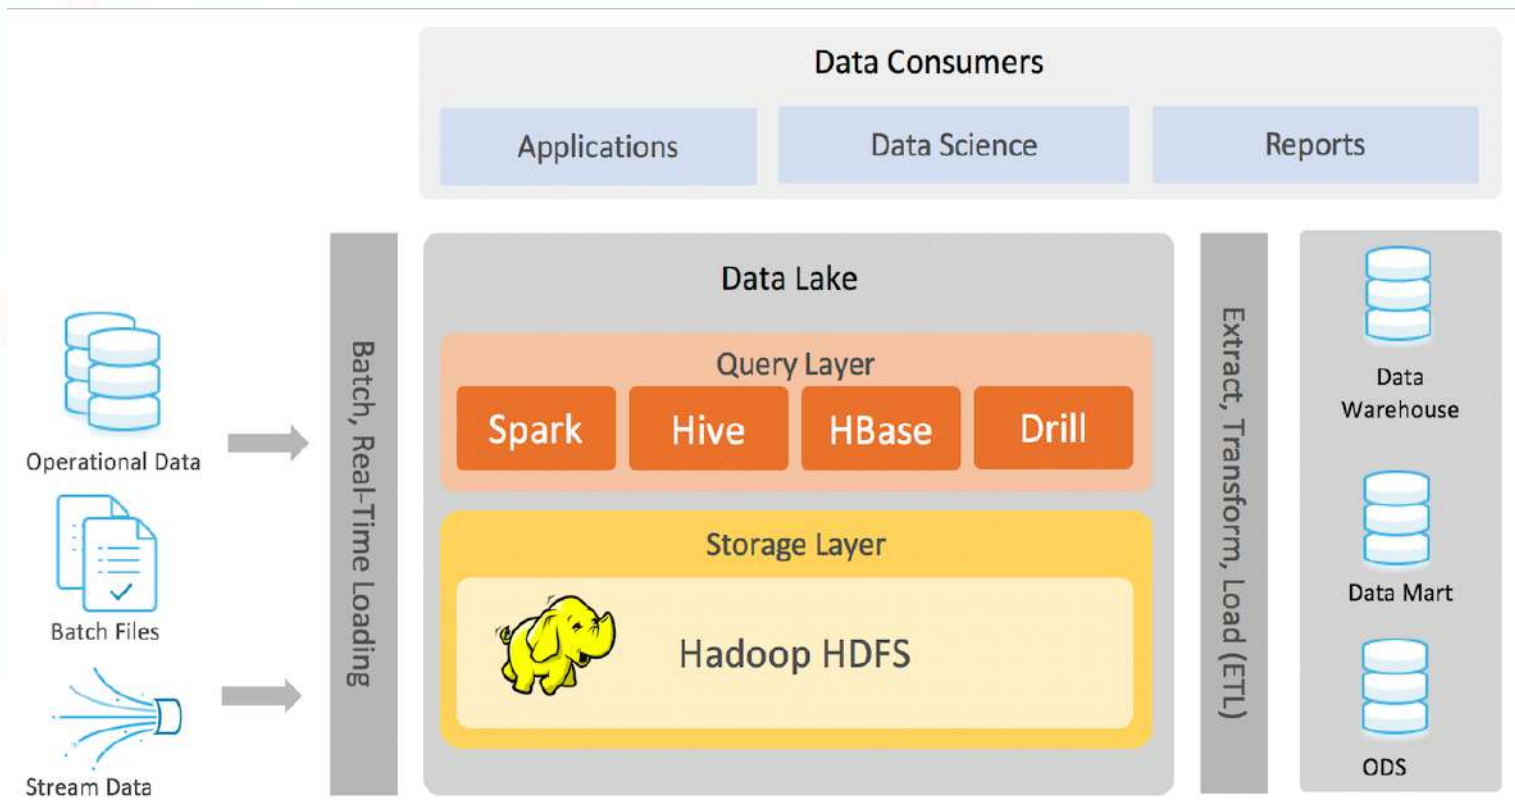 Data Consumers
Applications
Data Science
Reports
Operational Data
Batch Files
Stream Data
Batch, Real-Time Loading
Data Lake
Query Layer
Spark
Hive
HBase
Drill
Storage Layer
Hadoop HDFS
Extract, Transform, Load (ETL)
Data
Warehouse
Data Mart
ODS